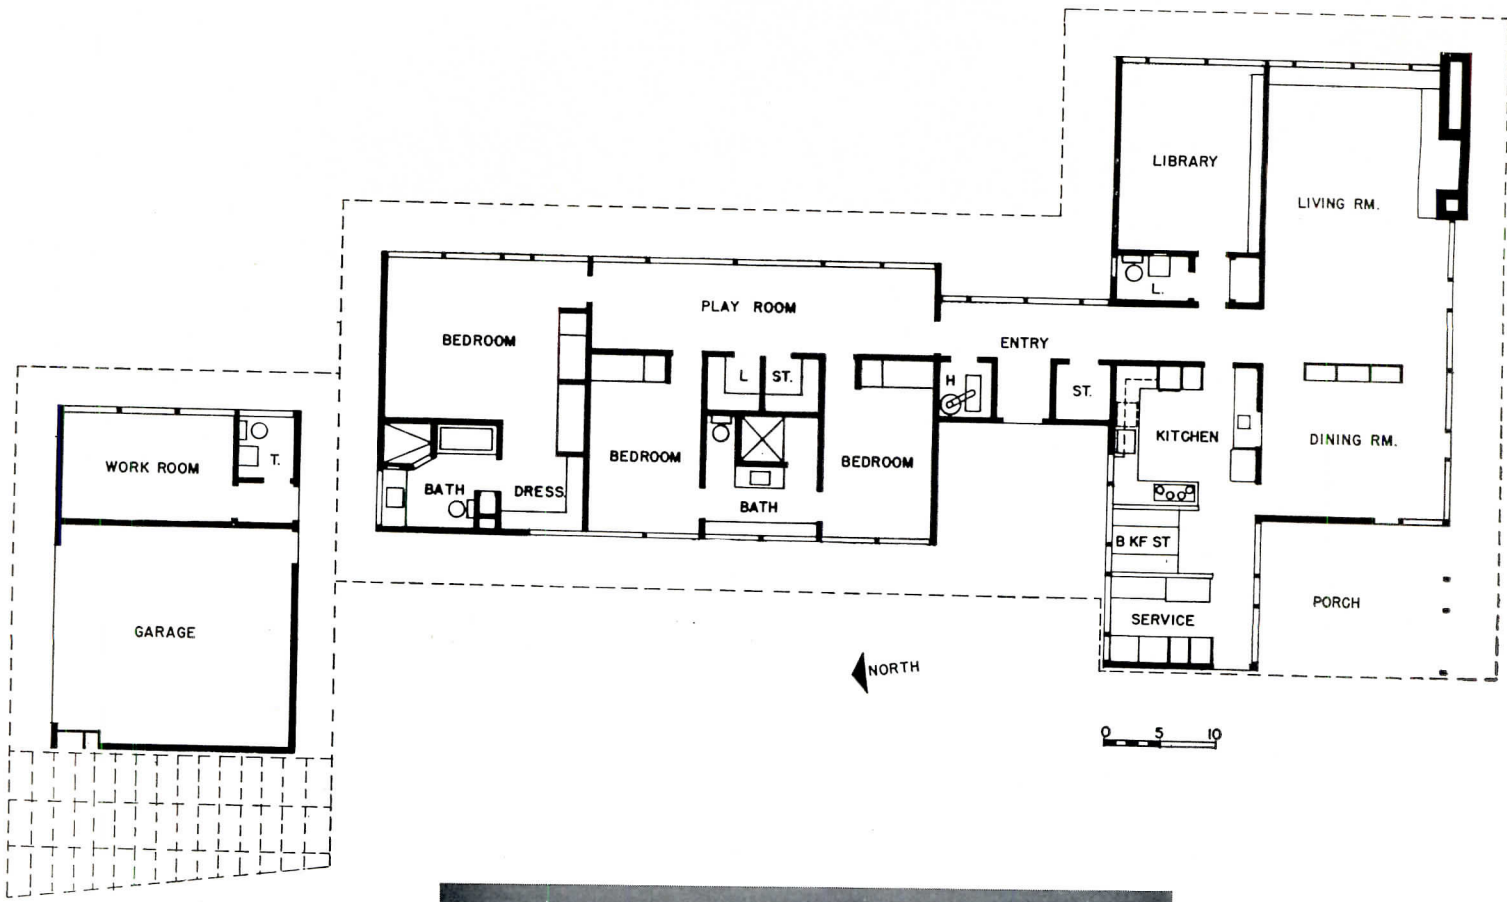 LIBRARY
LIVING RM.
L.
PLAY ROOM
BEDROOM
ENTRY
L
ST.
H
ST.
KITCHEN
DINING RM.
WORK ROOM
T.
BEDROOM
BEDROOM
BATH
DRESS.
BATH
B KF ST
PORCH
SERVICE
GARAGE
NORTH
0 5 10